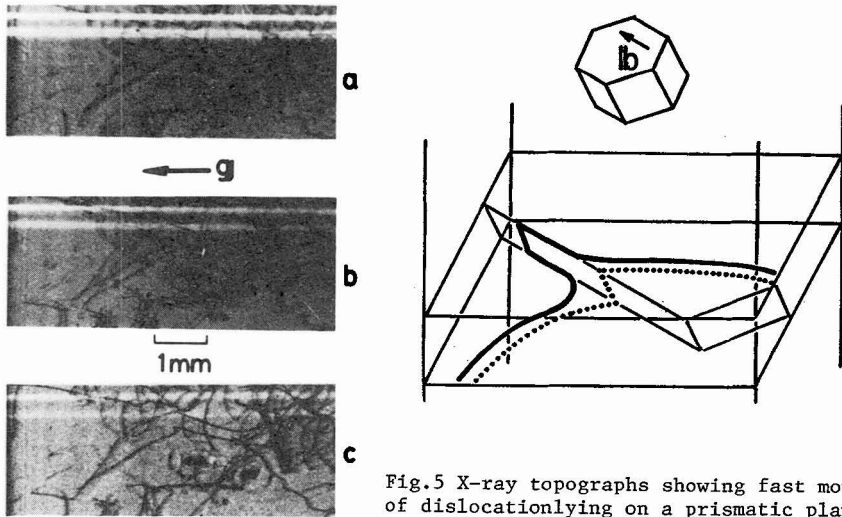 a
g
b
1mm
c
b
Fig.5 X-ray topographs showing fast mo
of dislocationlying on a prismatic pla